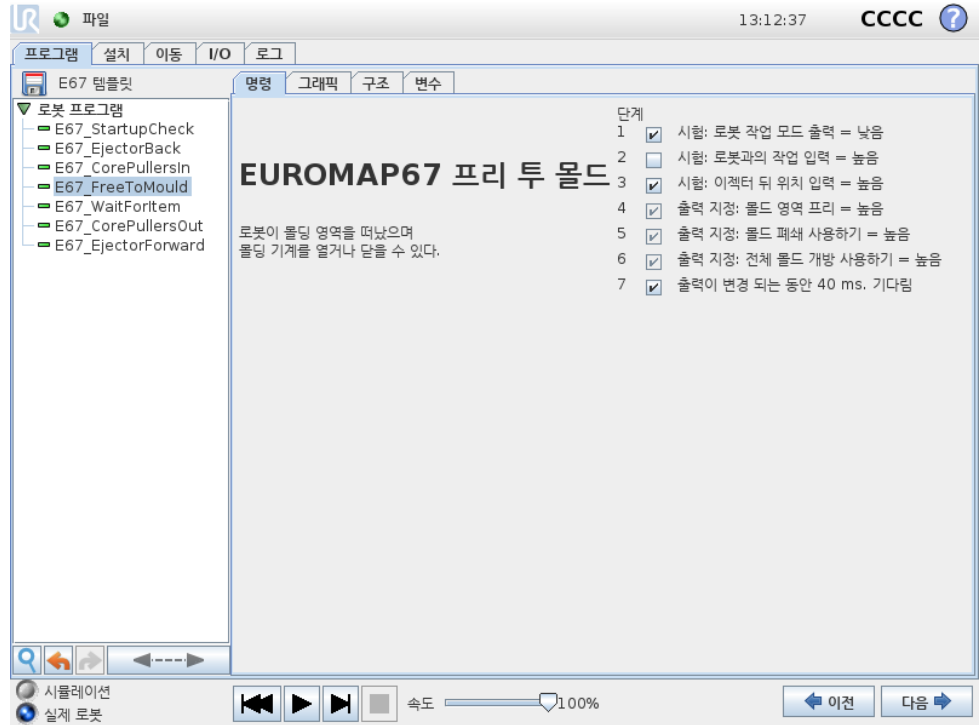 UR 파일 13:12:37 CCCC ?
프로그램 설치 이동 I/O 로그
E67 템플릿
명령 그래픽 구조 변수
로봇 프로그램
E67_StartupCheck
E67_EjectorBack
E67_CorePullersIn
E67_FreeToMould
E67_WaitForItem
E67_CorePullersOut
E67_EjectorForward
EUROMAP67 프리 투 몰드
로봇이 몰딩 영역을 떠났으며
몰딩 기계를 열거나 닫을 수 있다.
단계
1 시험: 로봇 작업 모드 출력 = 낮음
2 시험: 로봇과의 작업 입력 = 높음
3 시험: 이젝터 뒤 위치 입력 = 높음
4 출력 지정: 몰드 영역 프리 = 높음
5 출력 지정: 몰드 폐쇄 사용하기 = 높음
6 출력 지정: 전체 몰드 개방 사용하기 = 높음
7 출력이 변경 되는 동안 40 ms. 기다림
시뮬레이션
실제 로봇
속도 100%
이전 다음